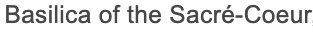 Basilica of the Sacré-Coeur,